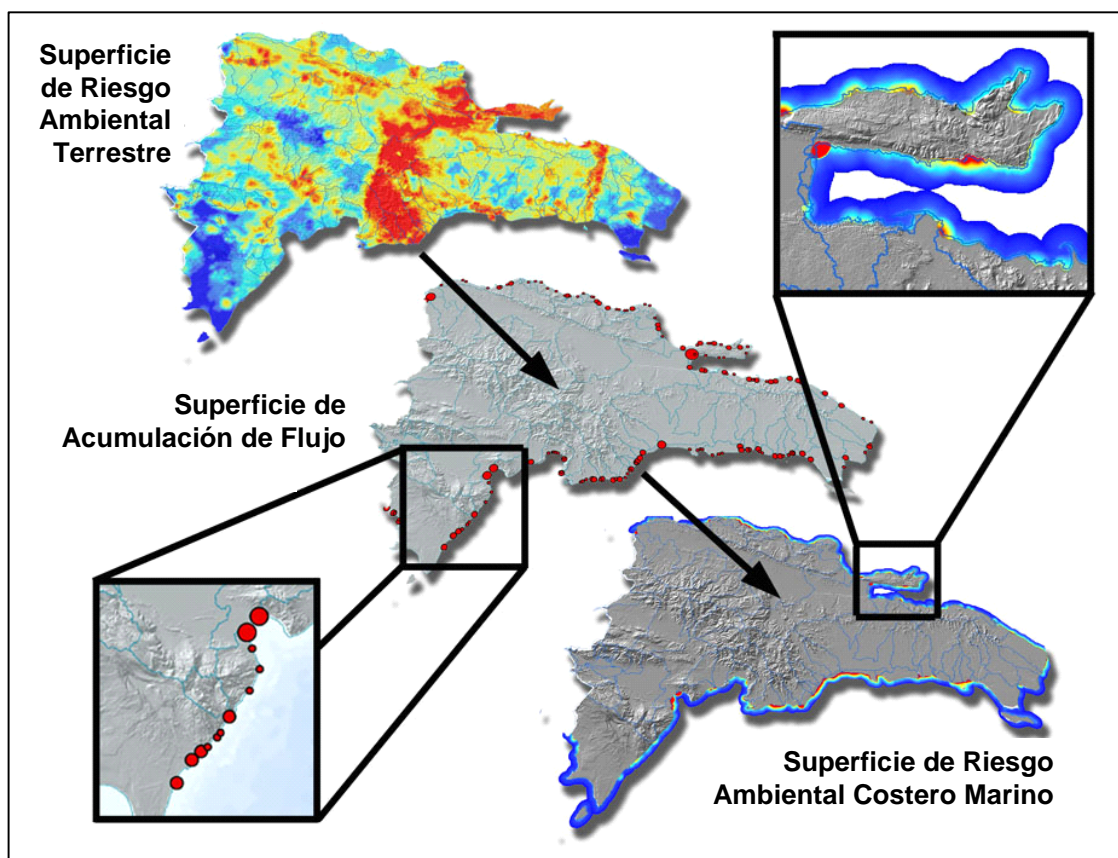 Superficie
de Riesgo
Ambiental
Terrestre
Superficie de
Acumulación de Flujo
Superficie de Riesgo
Ambiental Costero Marino